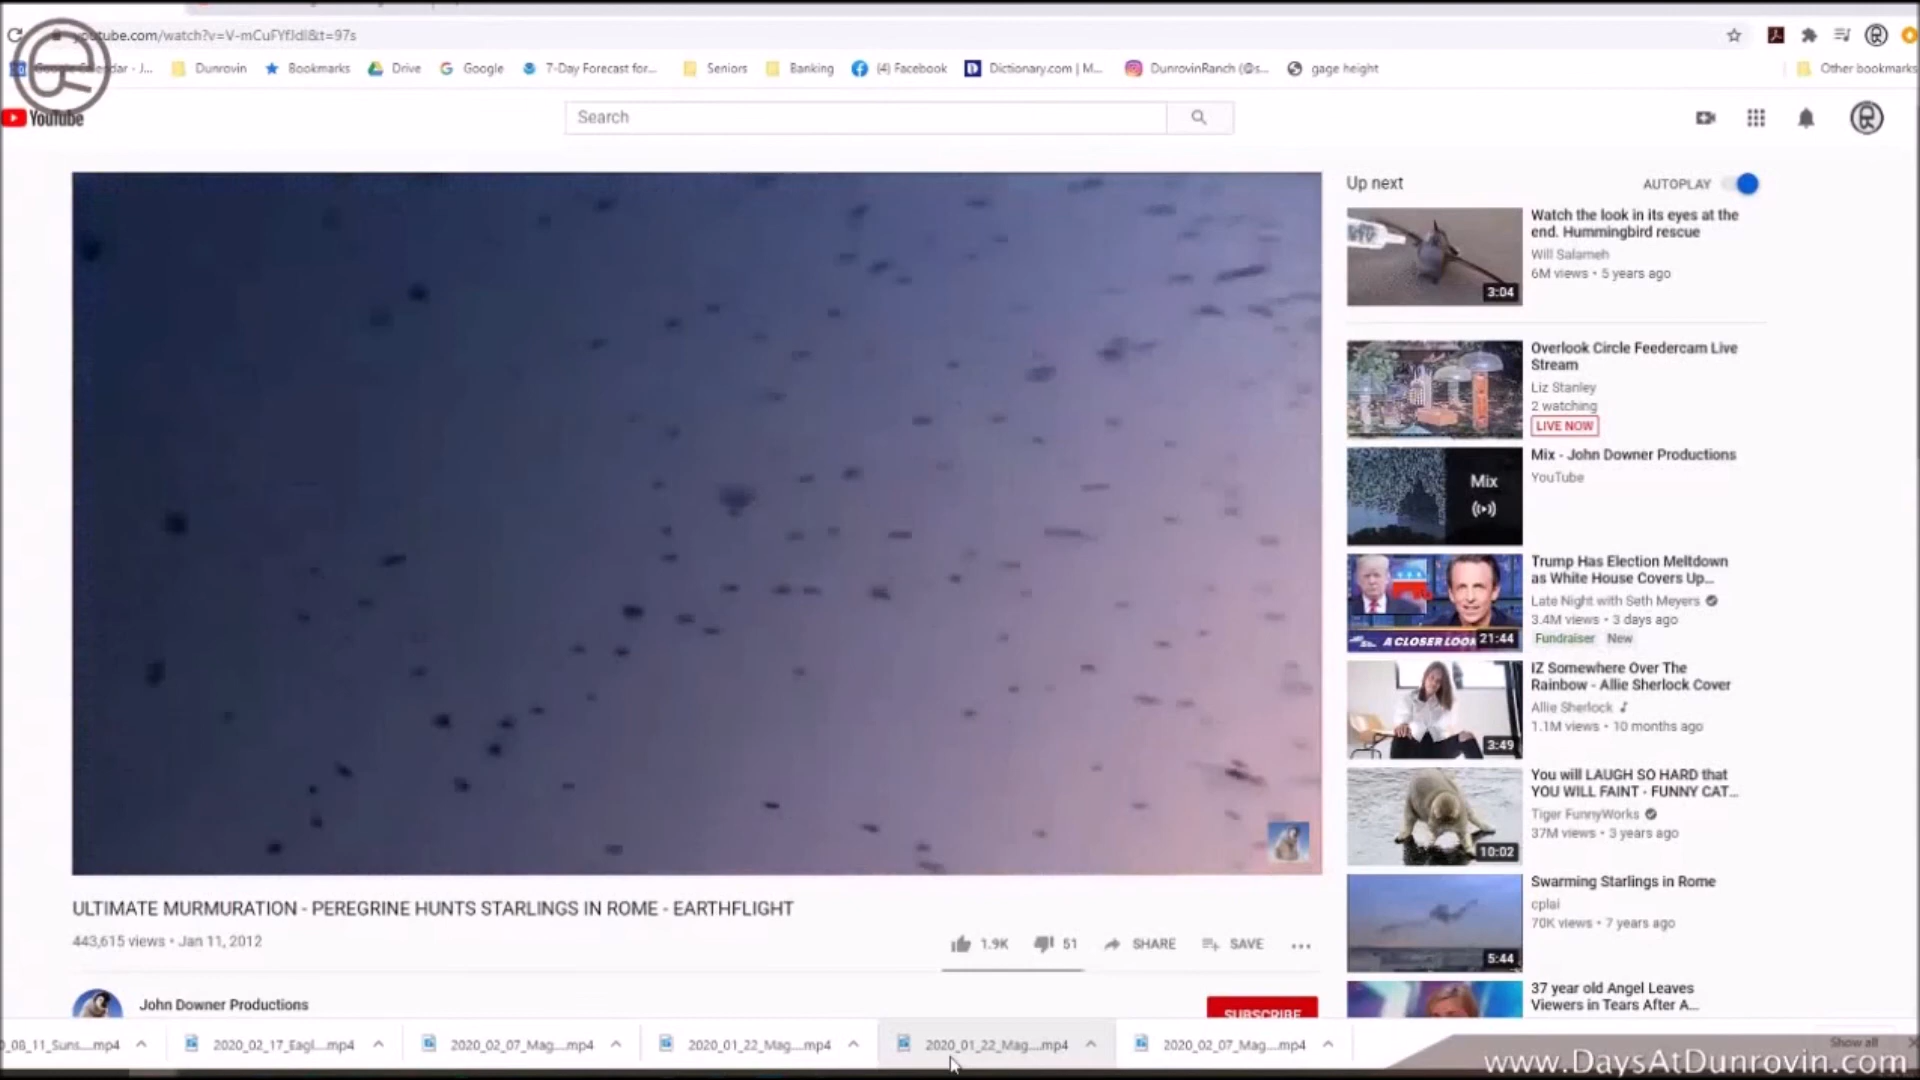 youtube.com/watch?v=V-mCuFYfJdI&t=97s
Google Calendar - J...
Dunrovin
Bookmarks
Drive
Google
7-Day Forecast for...
Seniors
Banking
(4) Facebook
Dictionary.com | M...
DunrovinRanch (@s...
gage height
Other bookmarks
YouTube
Search
Up next
AUTOPLAY
Watch the look in its eyes at the
end. Hummingbird rescue
Will Salameh
6M views • 5 years ago
3:04
Overlook Circle Feedercam Live
Stream
Liz Stanley
2 watching
LIVE NOW
Mix - John Downer Productions
YouTube
Mix
Trump Has Election Meltdown
as White House Covers Up...
Late Night with Seth Meyers
3.4M views • 3 days ago
Fundraiser New
A CLOSER LOOK
21:44
IZ Somewhere Over The
Rainbow - Allie Sherlock Cover
Allie Sherlock
1.1M views • 10 months ago
3:49
You will LAUGH SO HARD that
YOU WILL FAINT - FUNNY CAT...
Tiger FunnyWorks
37M views • 3 years ago
10:02
Swarming Starlings in Rome
cplai
70K views • 7 years ago
5:44
37 year old Angel Leaves
Viewers in Tears After A...
ULTIMATE MURMURATION - PEREGRINE HUNTS STARLINGS IN ROME - EARTHFLIGHT
443,615 views • Jan 11, 2012
1.9K
51
SHARE
SAVE
John Downer Productions
SUBSCRIBE
0_08_11_Suns....mp4
2020_02_17_Eagl....mp4
2020_02_07_Mag....mp4
2020_01_22_Mag....mp4
2020_01_22_Mag....mp4
2020_02_07_Mag....mp4
Show all
www.DaysAtDunrovin.com